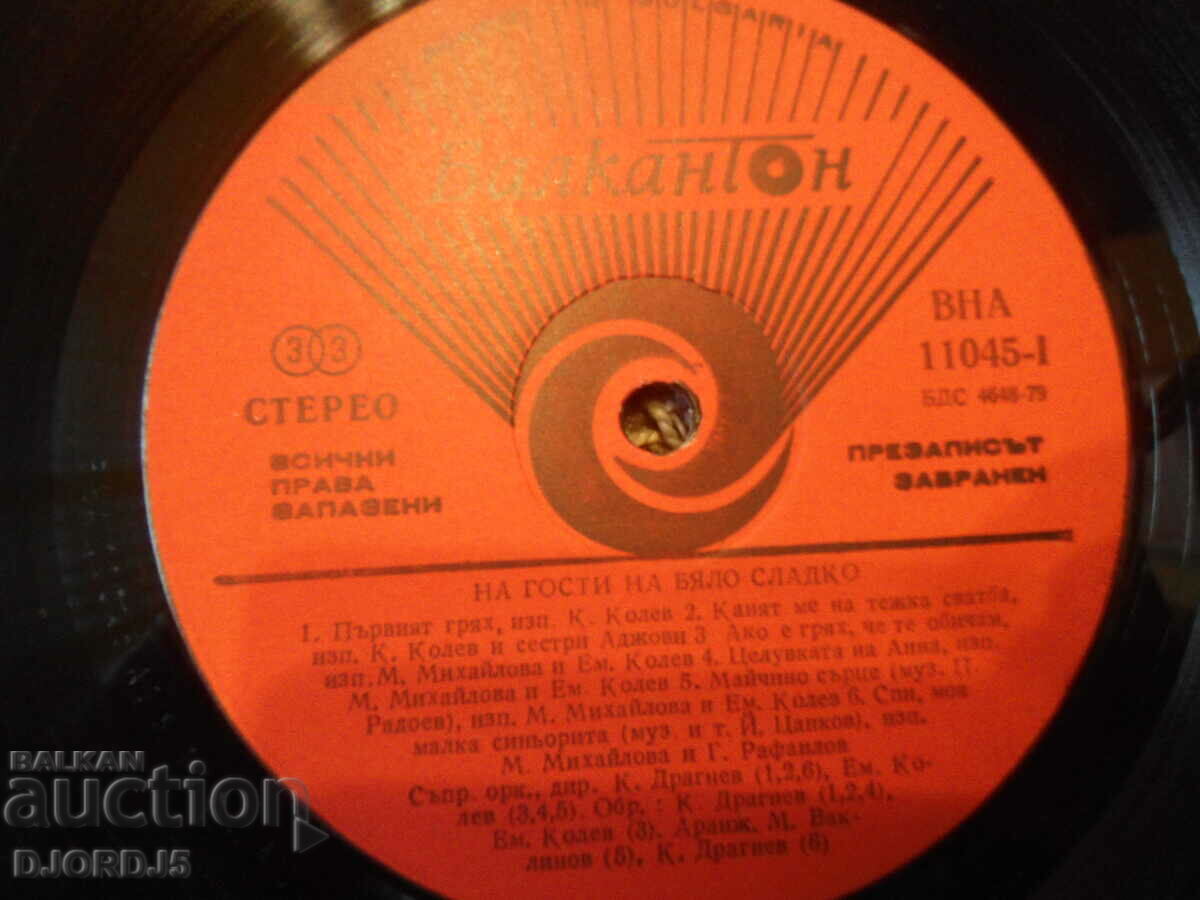 BULGARIA
БалканТОН
33
СТЕРЕО
ВСИЧКИ
ПРАВА
ЗАПАЗЕНИ
ВНА
11045-I
БДС 4648-79
ПРЕЗАПИСЪТ
ЗАБРАНЕН
НА ГОСТИ НА БЯЛО СЛАДКО
1. Първият грях, изп. К. Колев 2. Канят ме на тежка сватба,
изп. К. Колев и сестри Аджови 3 Ако е грях, че те обичам,
изп. М. Михайлова и Ем. Колев 4. Целувката на Анна, изп.
М. Михайлова и Ем. Колев 5. Майчино сърце (муз. П.
Радоев), изп. М. Михайлова и Ем. Колев 6. Спи, моя
малка синьорита (муз. и т. Й. Цанков), изп.
М. Михайлова и Г. Рафаилов
Съпр. орк., дир. К. Драгнев (1,2,6), Ем. Ко-
лев (3,4,5). Обр.: К. Драгнев (1,2,4),
Ем. Колев (3). Аранж. М. Вак-
линов (5), К. Драгнев (6)
BALKAN
auction
DJORDJ5